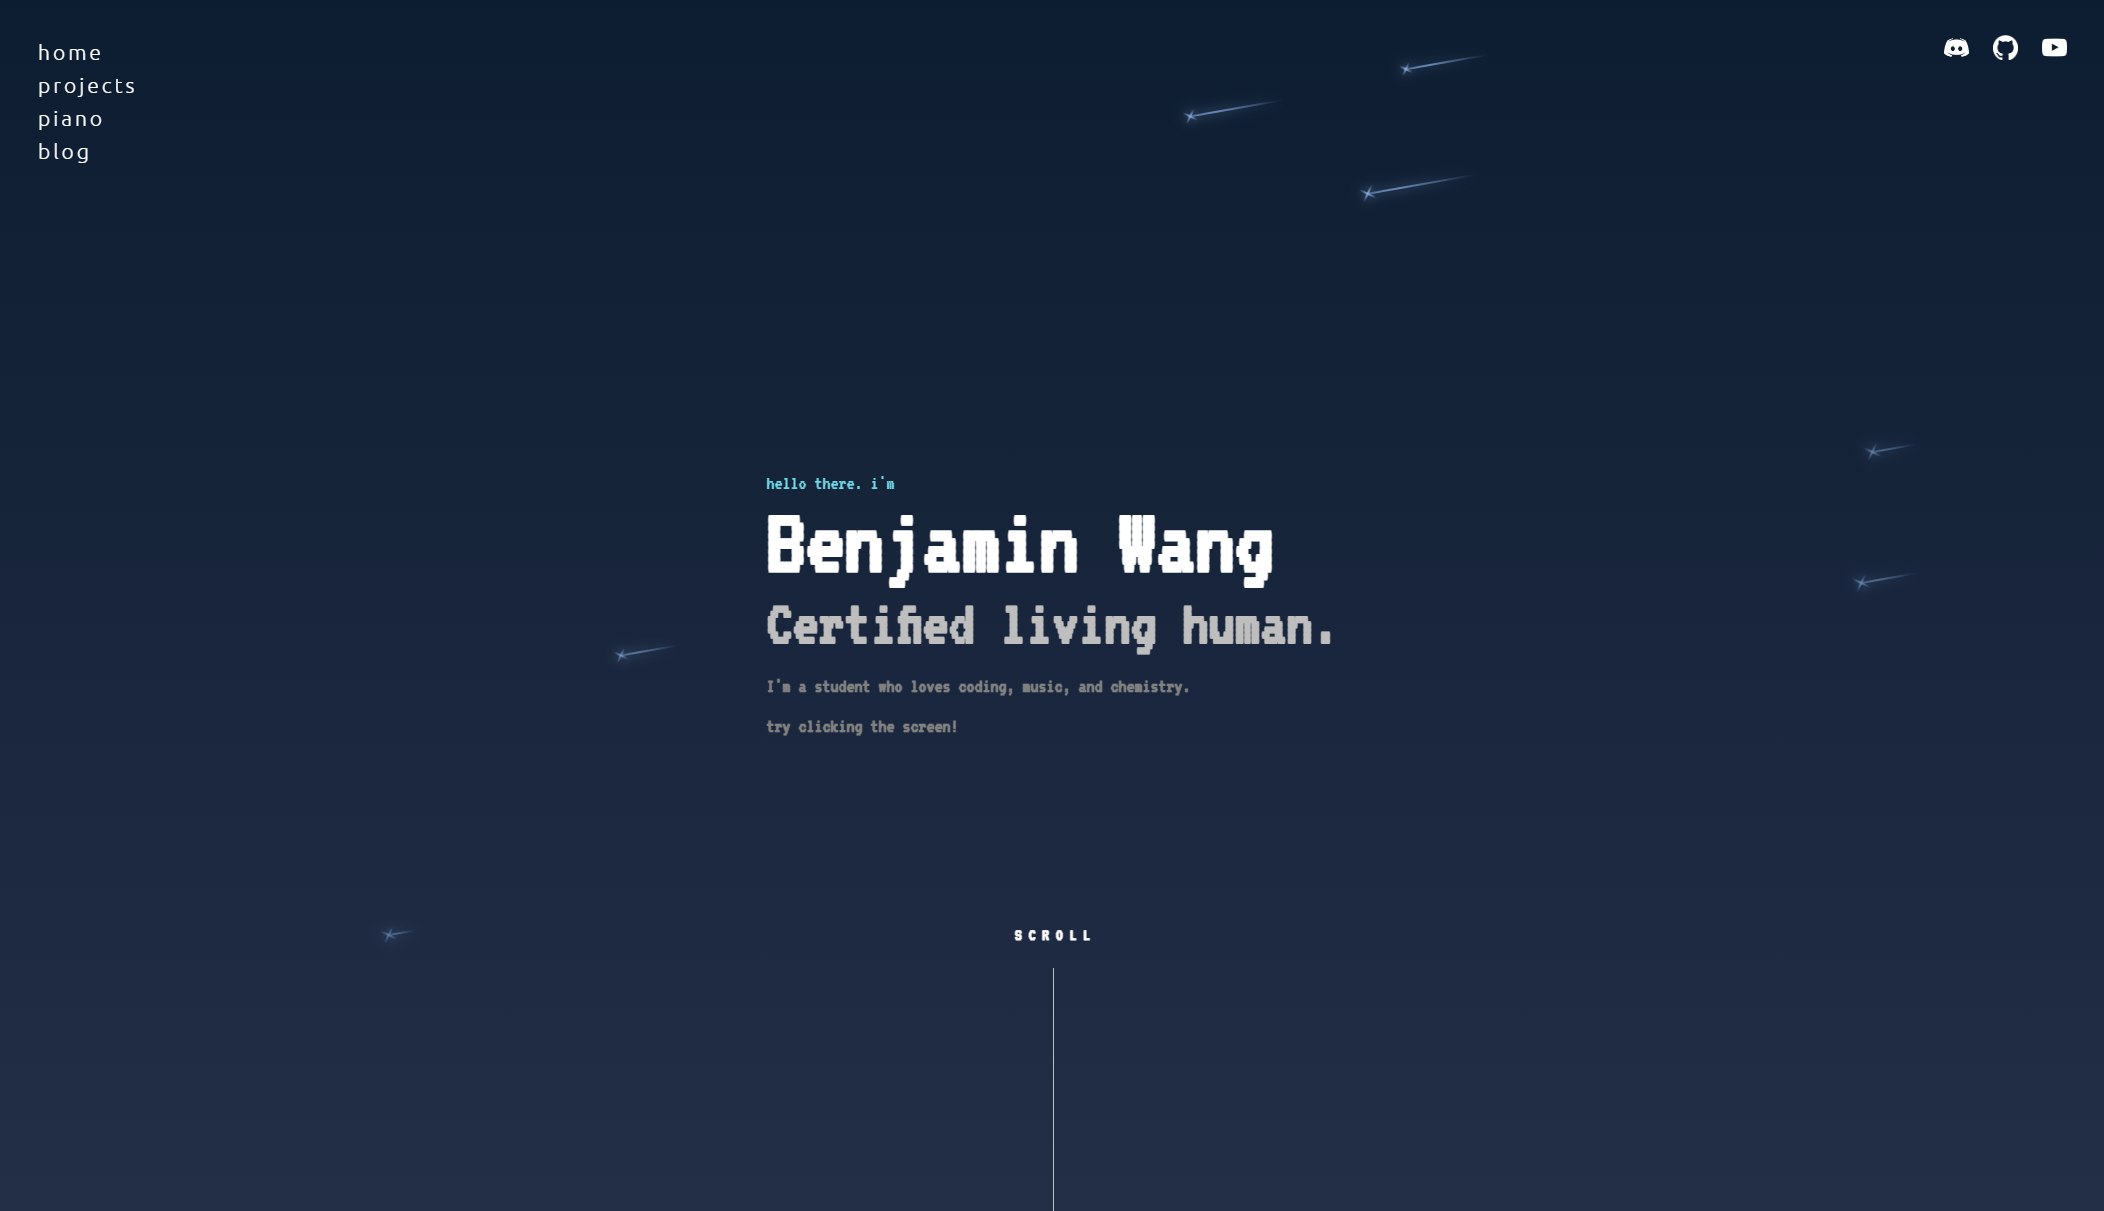 home
projects
piano
blog
hello there. i'm
Benjamin Wang
Certified living human.
I'm a student who loves coding, music, and chemistry.
try clicking the screen!
SCROLL